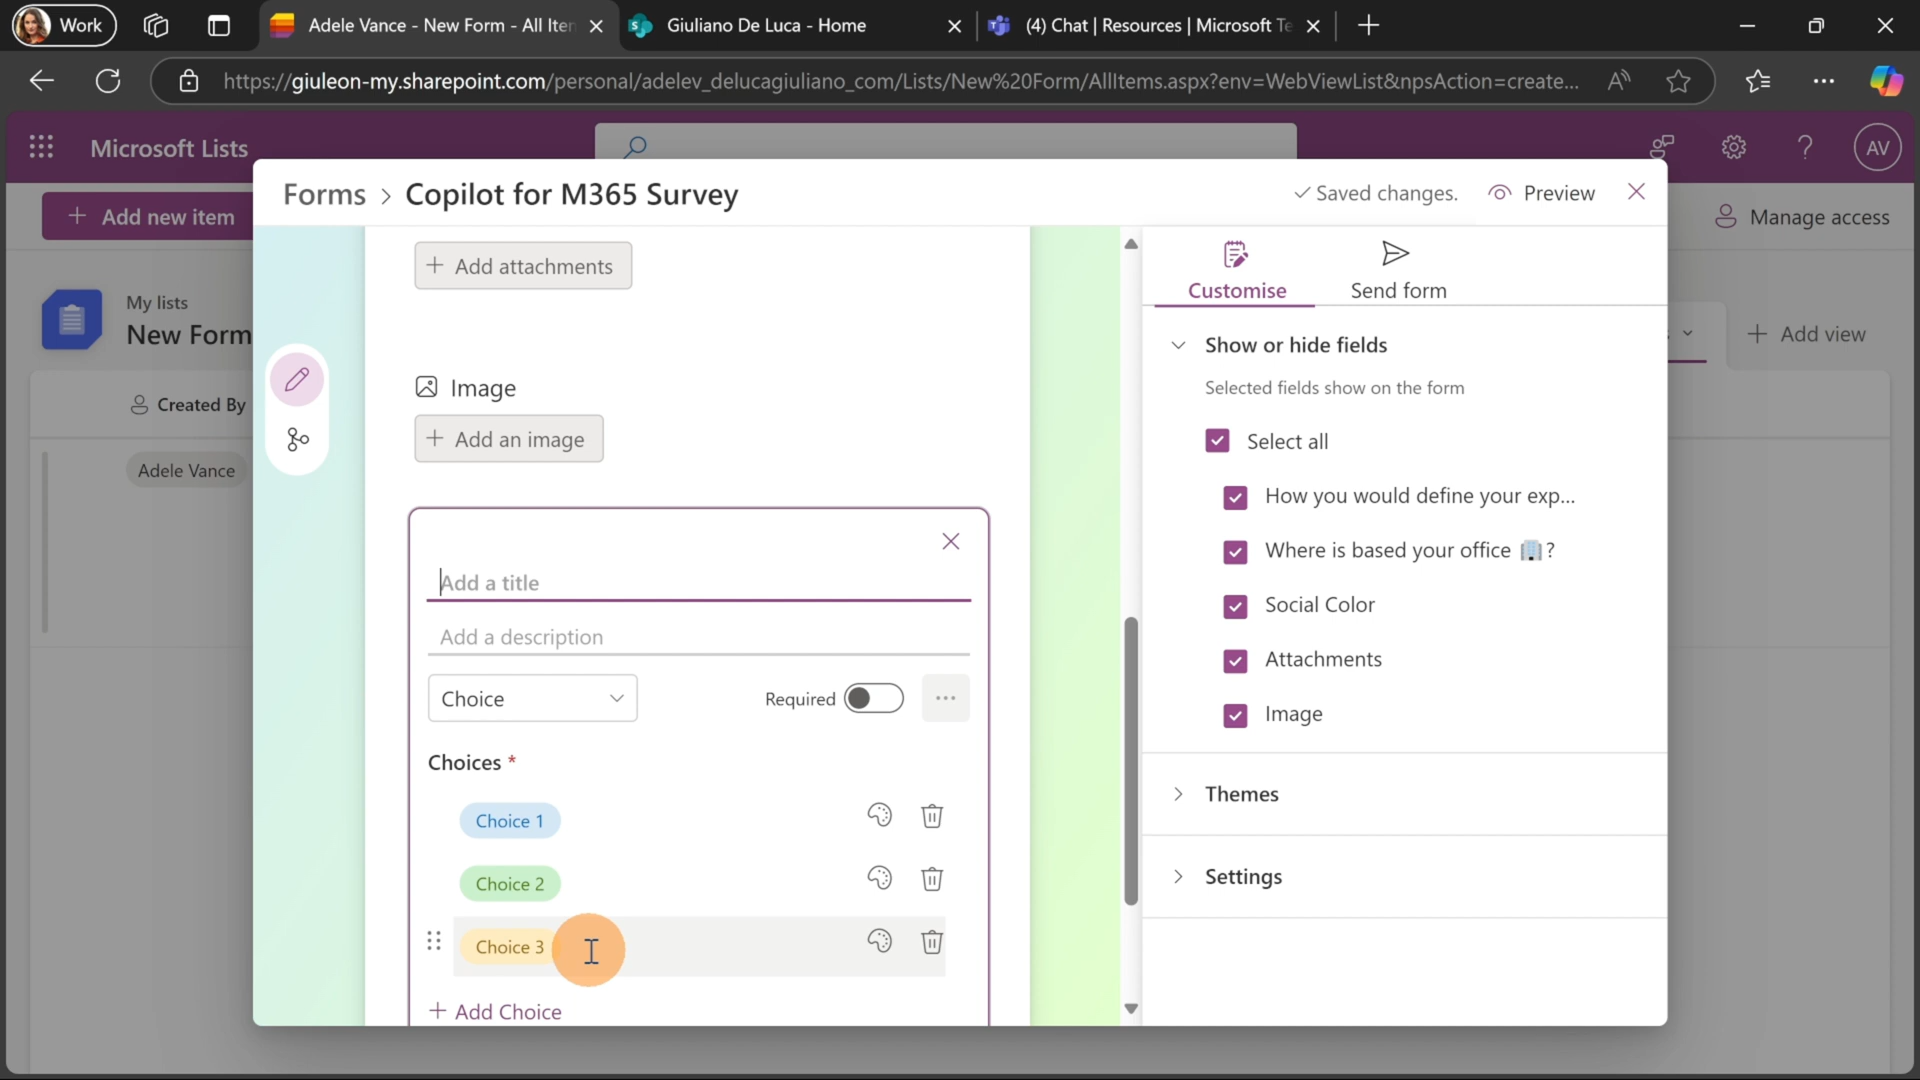 Work
Adele Vance - New Form - All Iten
Giuliano De Luca - Home
(4) Chat | Resources | Microsoft Te
https://giuleon-my.sharepoint.com/personal/adelev_delucagiuliano_com/Lists/New%20Form/AllItems.aspx?env=WebViewList&npsAction=create...
Microsoft Lists
AV
Add new item
Manage access
Forms > Copilot for M365 Survey
Saved changes.
Preview
My lists
New Form
Add view
Created By
Adele Vance
Add attachments
Image
Add an image
Add a title
Add a description
Choice
Required
Choices *
Choice 1
Choice 2
Choice 3
+ Add Choice
Customise
Send form
Show or hide fields
Selected fields show on the form
Select all
How you would define your exp...
Where is based your office 🏢?
Social Color
Attachments
Image
Themes
Settings